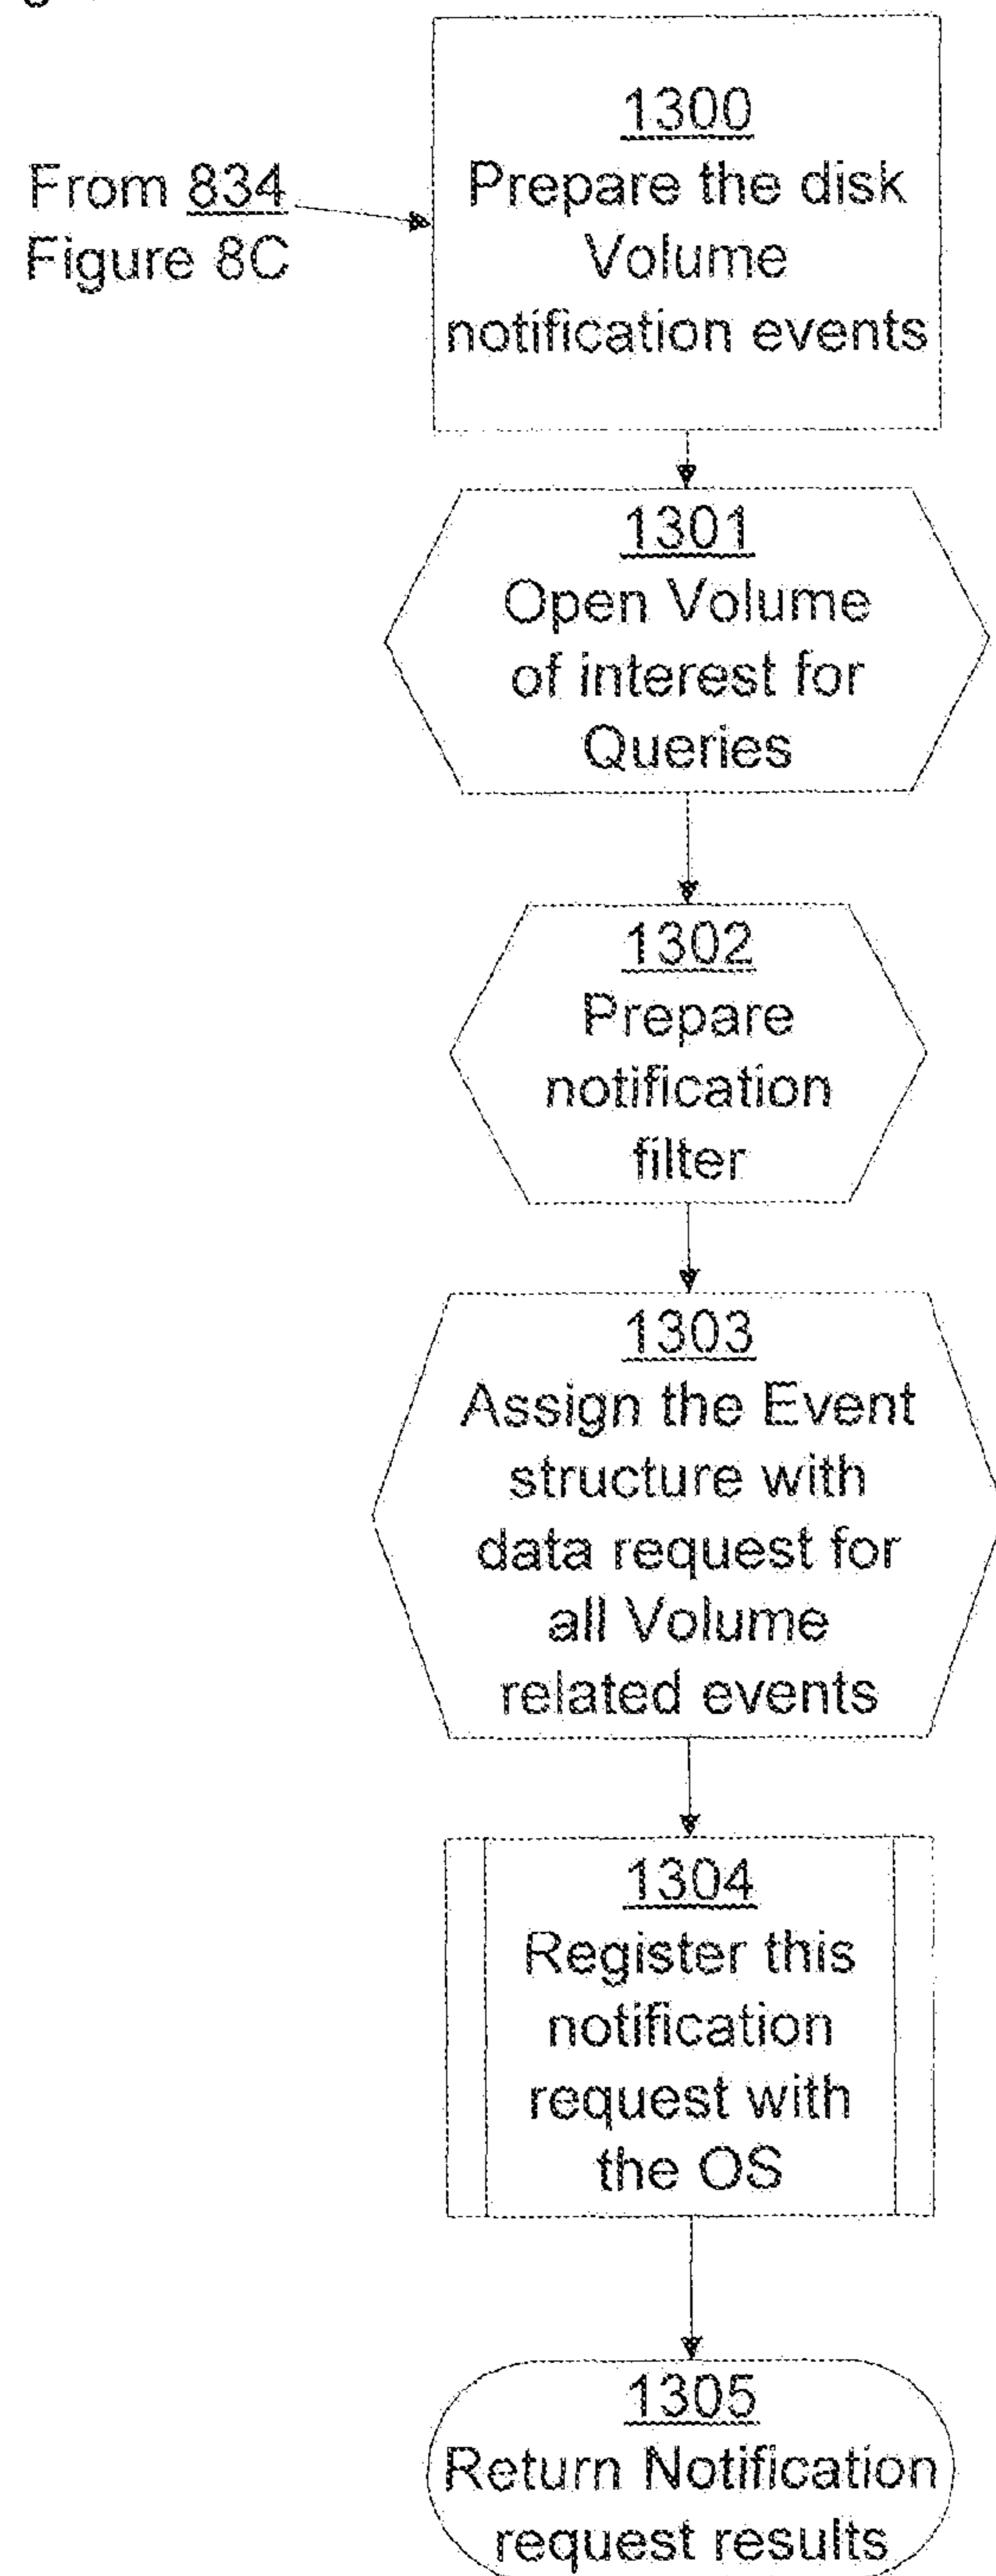 From 834
Figure 8C
1300
Prepare the disk
Volume
notification events
1301
Open Volume
of interest for
Queries
1302
Prepare
notification
filter
1303
Assign the Event
structure with
data request for
all Volume
related events
1304
Register this
notification
request with
the OS
1305
Return Notification
request results